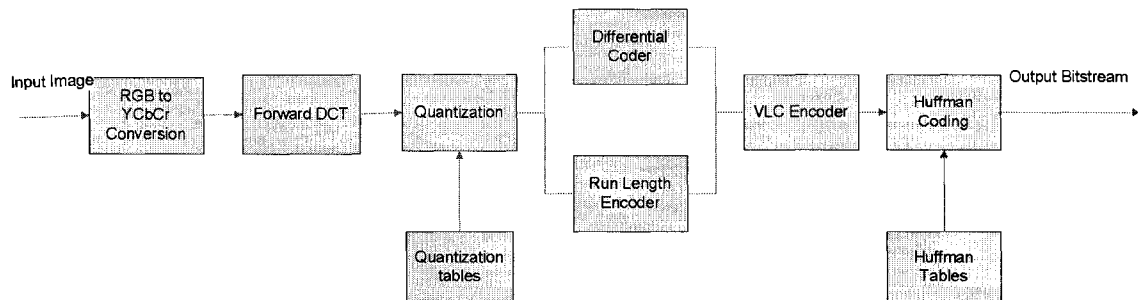 Input Image
RGB to
YCbCr
Conversion
Forward DCT
Quantization
Quantization
tables
Differential
Coder
Run Length
Encoder
VLC Encoder
Huffman
Coding
Huffman
Tables
Output Bitstream